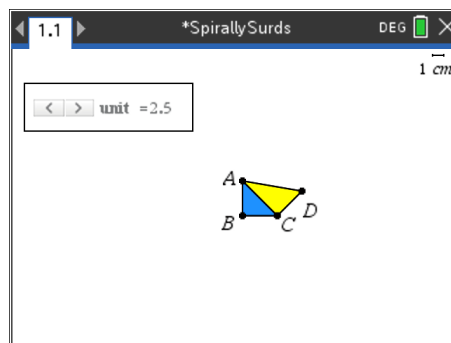 1.1 *SpirallySurds DEG
1 cm
< > unit =2.5
A
D
B C